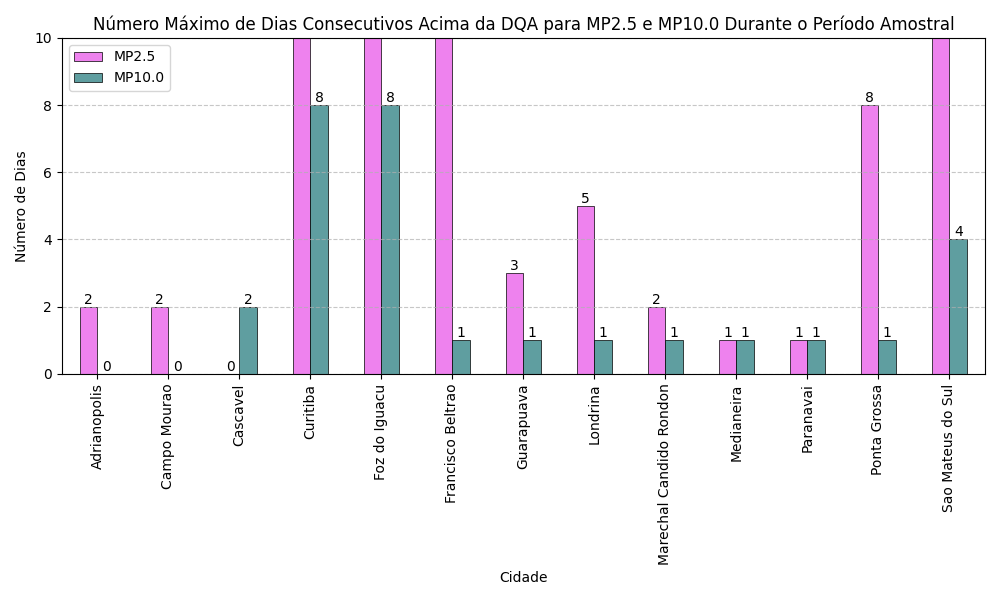 Número Máximo de Dias Consecutivos Acima da DQA para MP2.5 e MP10.0 Durante o Período Amostral
MP2.5
MP10.0
Número de Dias
10
8
6
4
2
0
2 0
2 0
0 2
8
8
1
3 1
5 1
2 1
1 1
1 1
8 1
4
Adrianopolis
Campo Mourao
Cascavel
Curitiba
Foz do Iguacu
Francisco Beltrao
Guarapuava
Londrina
Marechal Candido Rondon
Medianeira
Paranavai
Ponta Grossa
Sao Mateus do Sul
Cidade